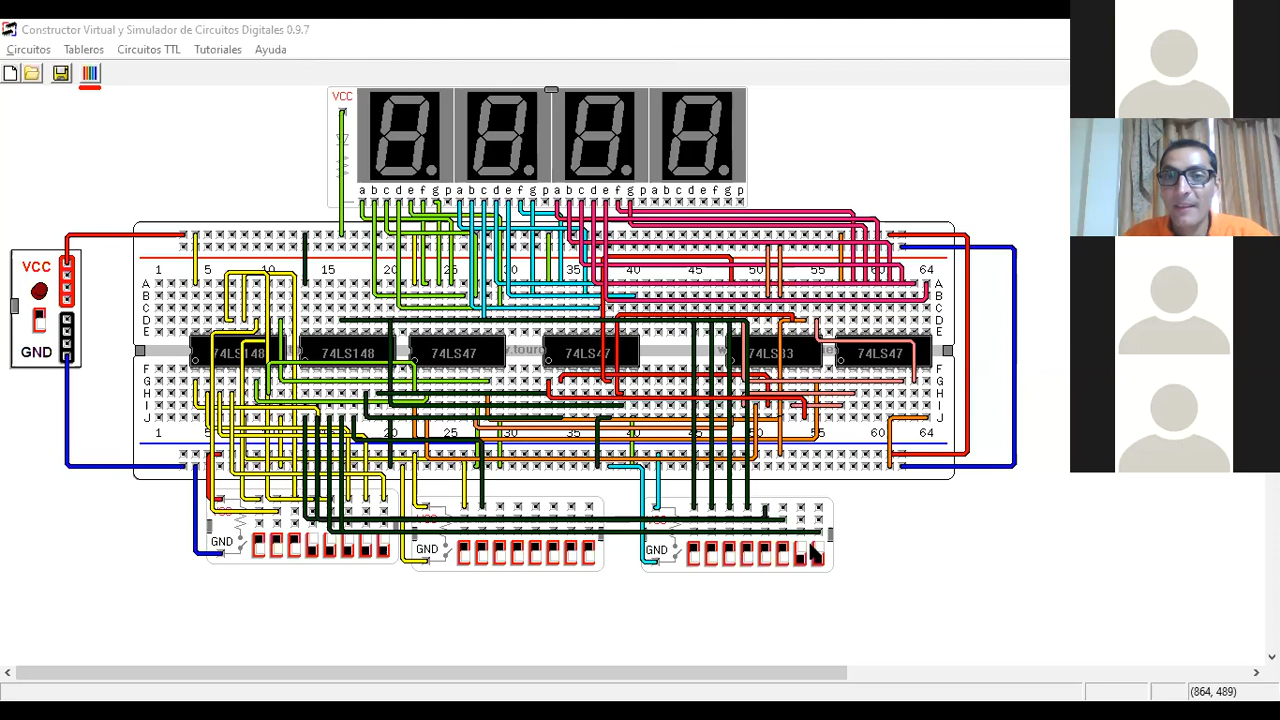 Constructor Virtual y Simulador de Circuitos Digitales 0.9.7
Circuitos Tableros Circuitos TTL Tutoriales Ayuda
VCC
a b c d e f g p a b c d e f g p a b c d e f g p a b c d e f g p
VCC
GND
1 5 10 15 20 25 30 35 40 45 50 55 60 64
A
B
C
D
E
74LS148 74LS148 74LS47 74LS47 74LS83 74LS47
F
G
H
I
J
1 5 10 15 20 25 30 35 40 45 50 55 60 64
GND
VCC
GND
VCC
GND
(864, 489)